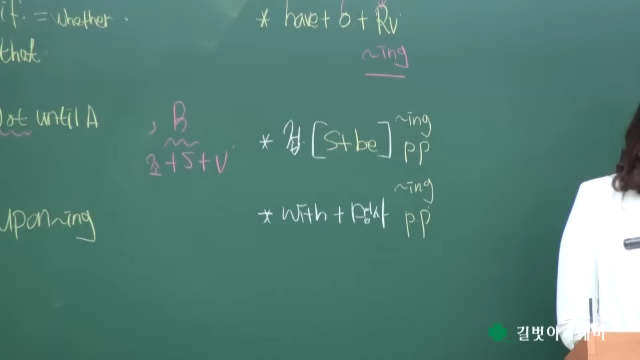 if = whether.
that
Not until A , B
조+S+V
upon ~ing
* have + b + Rv
~ing
* 접 [S+be] ~ing
pp
* with + 명사 ~ing
pp
길벗아